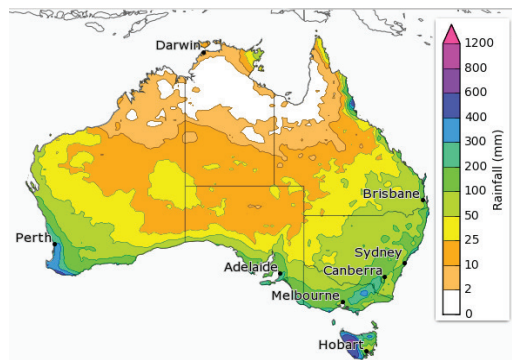 Darwin
Brisbane
Perth
Sydney
Adelaide
Canberra
Melbourne
Hobart
1200
800
600
400
300
200
100
50
25
10
2
0
Rainfall (mm)